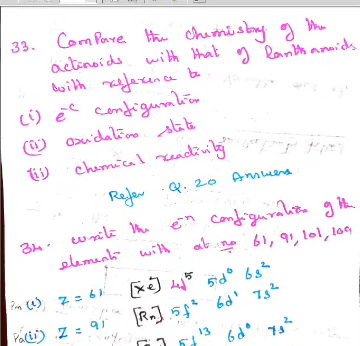 33. Compare the chemistry of the
actinoids with that of lanthanoids
with reference to
(i) e⁻c configuration
(ii) oxidation state
(iii) chemical reactivity
Refer Q. 20 Answers
34. write the e⁻n configuration of the
elements with at. no 61, 91, 101, 109
Pm (i) Z = 61 [Xe] 4f⁵ 5d⁰ 6s²
Pa (ii) Z = 91 [Rn] 5f² 6d¹ 7s²
5f¹³ 6d⁰ 7s²